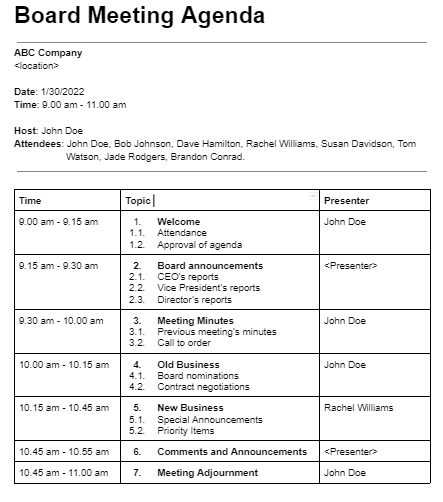 Board Meeting Agenda
ABC Company
<location>
Date: 1/30/2022
Time: 9.00 am - 11.00 am
Host: John Doe
Attendees: John Doe, Bob Johnson, Dave Hamilton, Rachel Williams, Susan Davidson, Tom
Watson, Jade Rodgers, Brandon Conrad.
Time Topic Presenter
9.00 am - 9.15 am 1. Welcome John Doe
1.1. Attendance
1.2. Approval of agenda
9.15 am - 9.30 am 2. Board announcements <Presenter>
2.1. CEO's reports
2.2. Vice President's reports
2.3. Director's reports
9.30 am - 10.00 am 3. Meeting Minutes John Doe
3.1. Previous meeting's minutes
3.2. Call to order
10.00 am - 10.15 am 4. Old Business John Doe
4.1. Board nominations
4.2. Contract negotiations
10.15 am - 10.45 am 5. New Business Rachel Williams
5.1. Special Announcements
5.2. Priority Items
10.45 am - 10.55 am 6. Comments and Announcements <Presenter>
10.45 am - 11.00 am 7. Meeting Adjournment John Doe